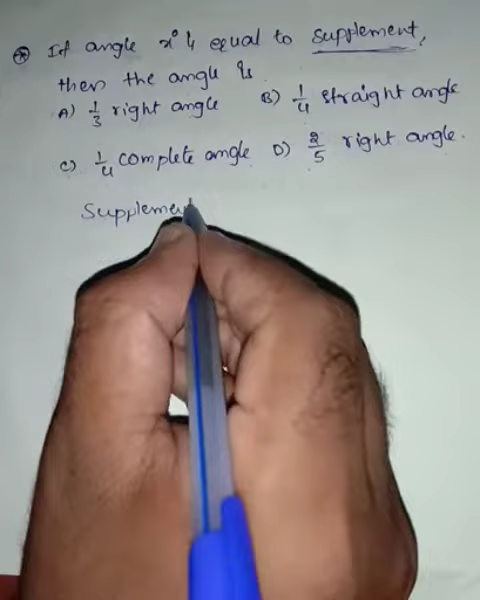 If angle x° is equal to supplement,
then the angle is
A) 1/3 right angle B) 1/4 straight angle
C) 1/4 complete angle D) 2/5 right angle.
Suppleme